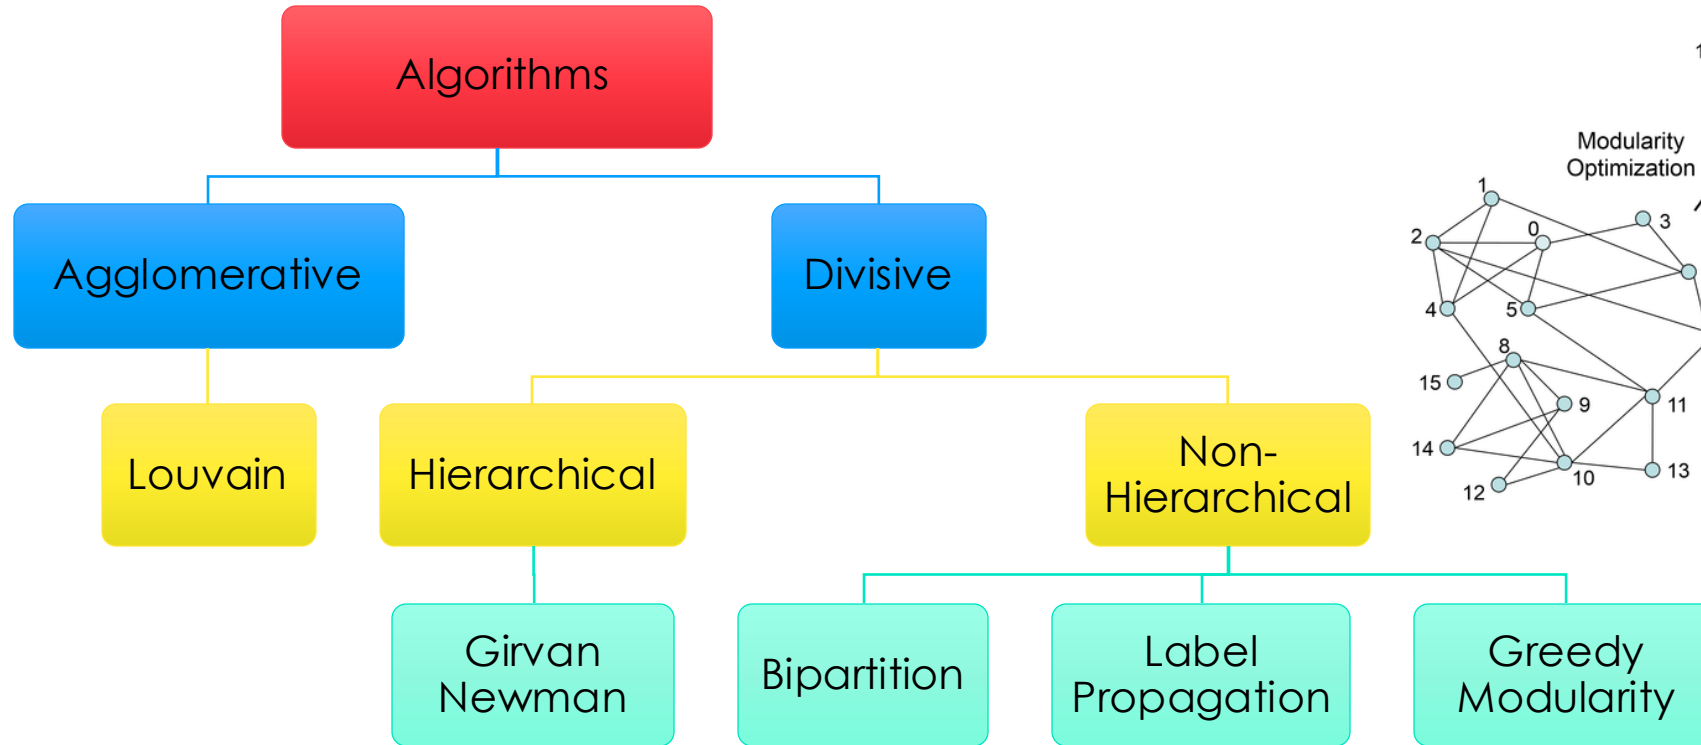 Algorithms
Agglomerative
Divisive
Louvain
Hierarchical
Non-
Hierarchical
Girvan
Newman
Bipartition
Label
Propagation
Greedy
Modularity
1
Modularity
Optimization
1
3
2
0
4
5
8
15
9
11
14
10
13
12